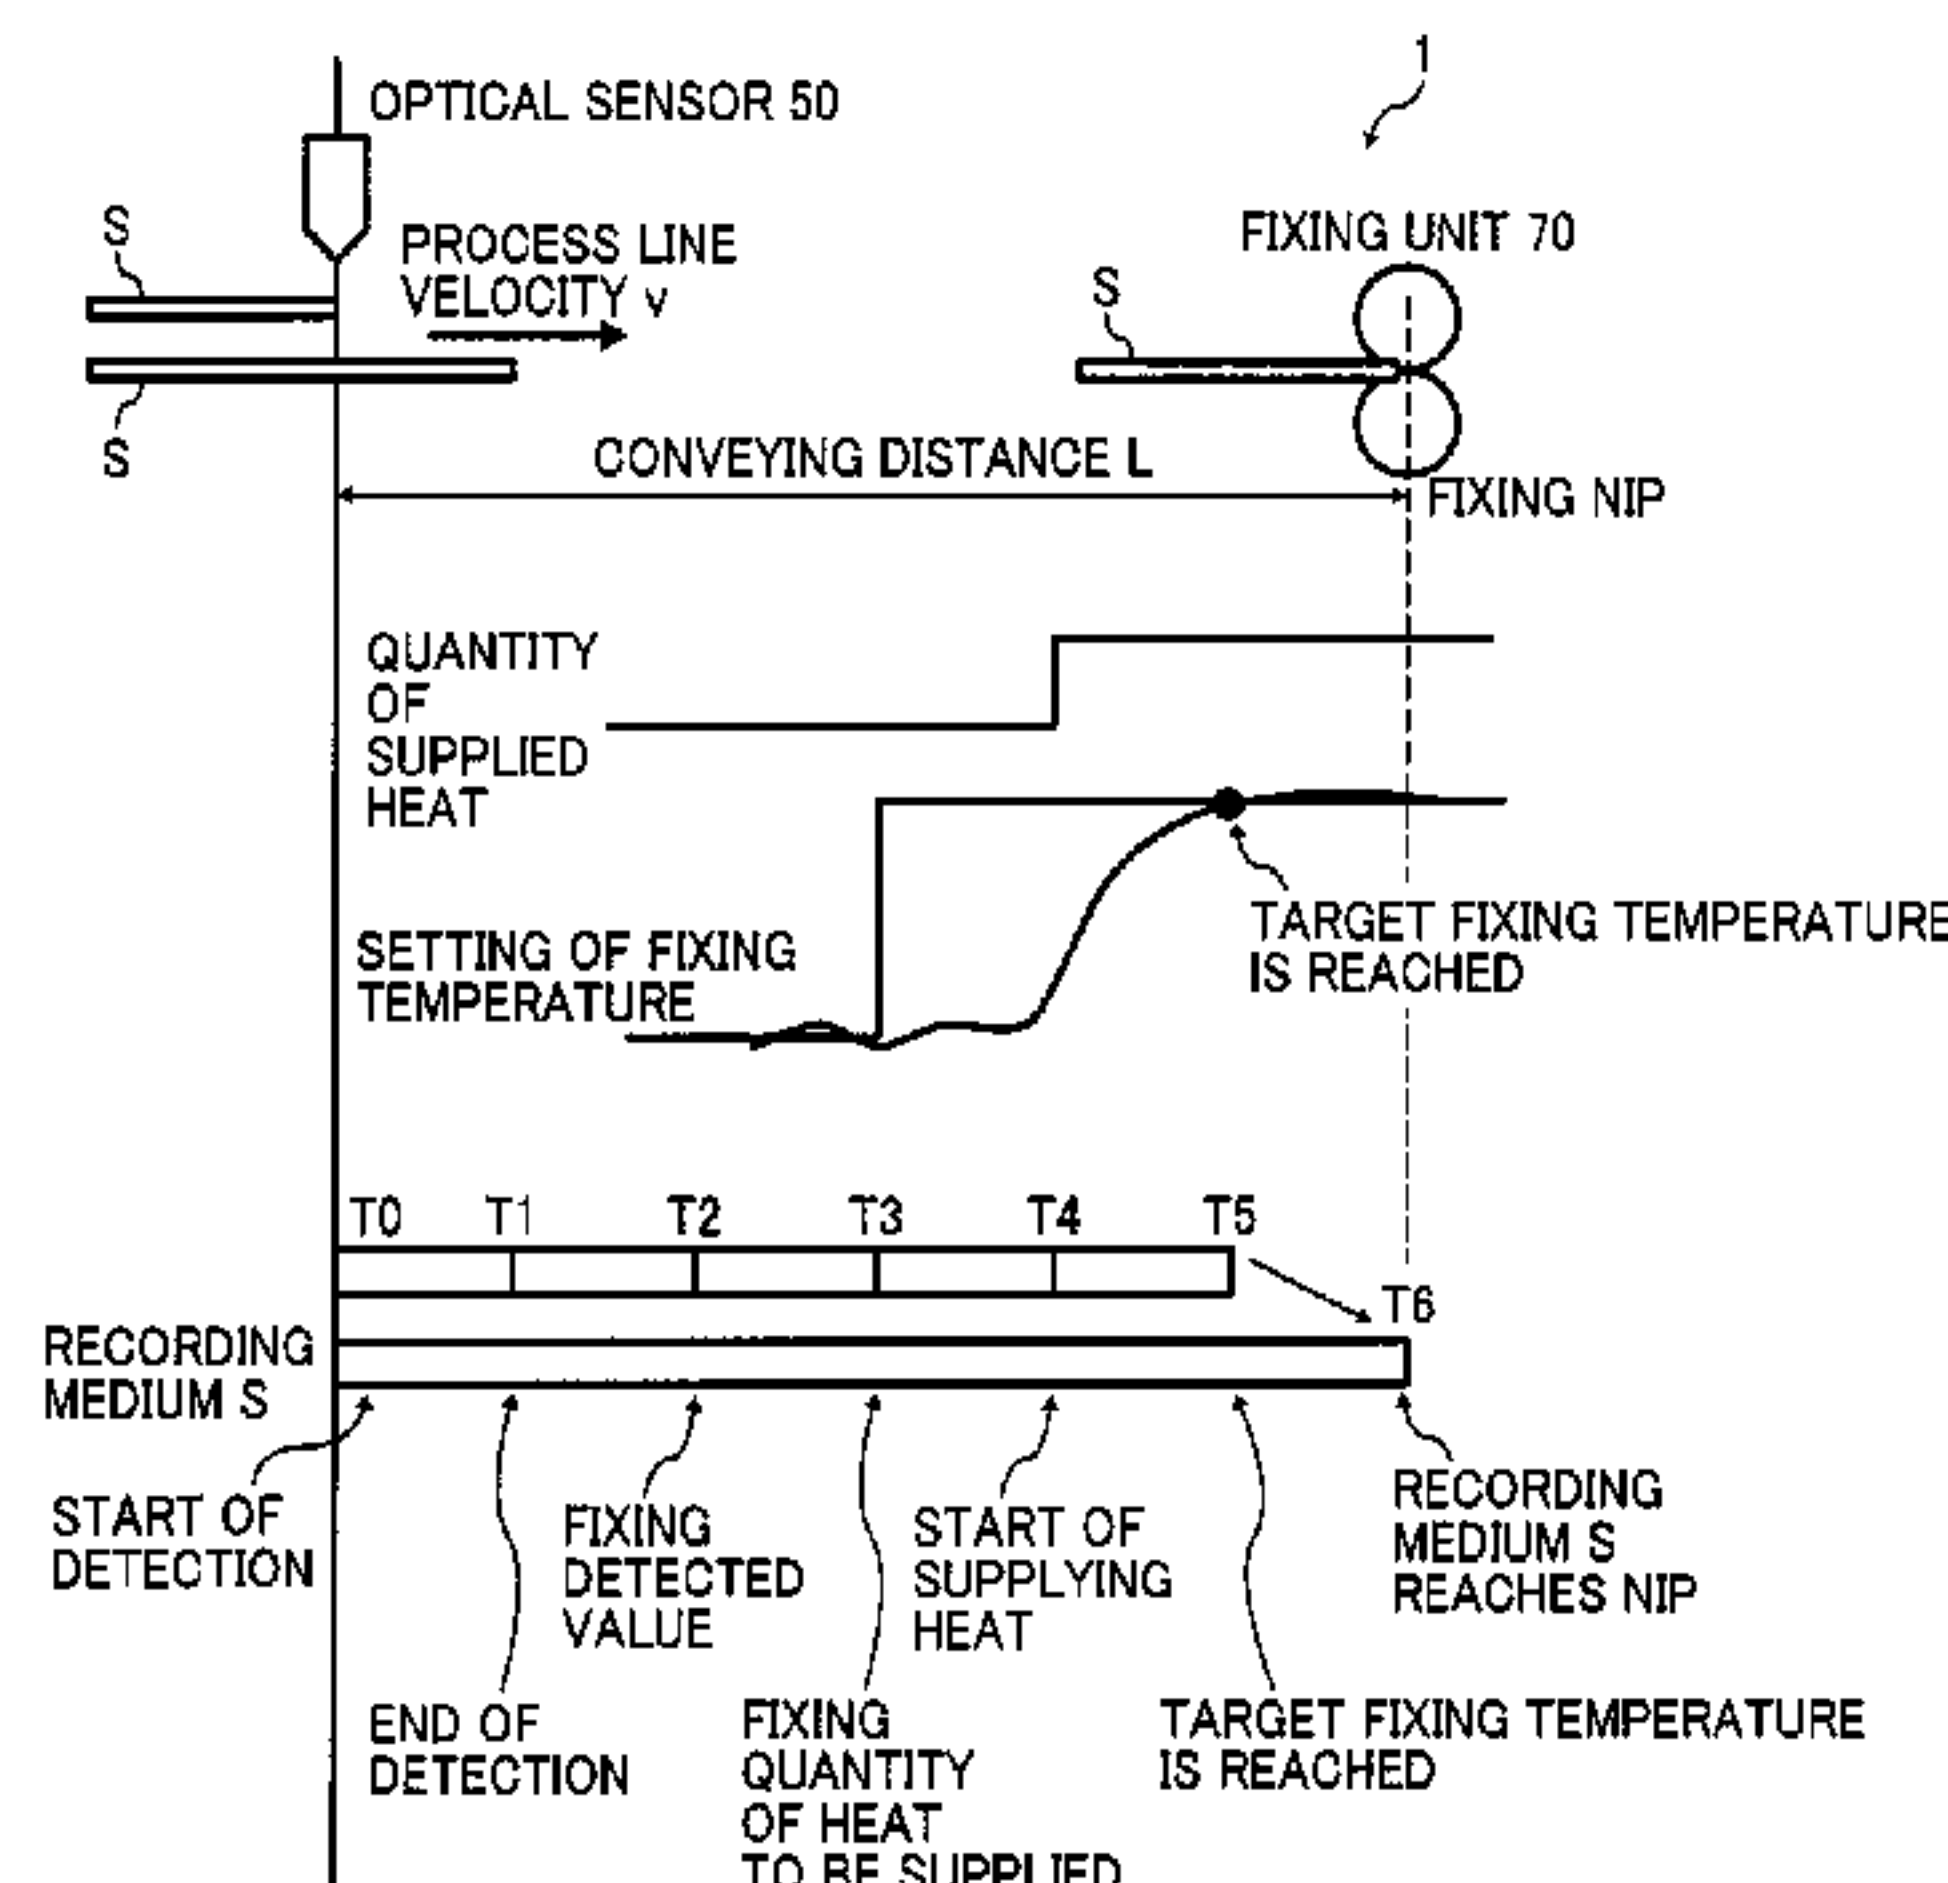 1
OPTICAL SENSOR 50
S
PROCESS LINE
VELOCITY v
FIXING UNIT 70
S
S
CONVEYING DISTANCE L
FIXING NIP
QUANTITY
OF
SUPPLIED
HEAT
TARGET FIXING TEMPERATURE
IS REACHED
SETTING OF FIXING
TEMPERATURE
T0 T1 T2 T3 T4 T5
T6
RECORDING
MEDIUM S
START OF
DETECTION
FIXING
DETECTED
VALUE
START OF
SUPPLYING
HEAT
RECORDING
MEDIUM S
REACHES NIP
END OF
DETECTION
FIXING
QUANTITY
OF HEAT
TO BE SUPPLIED
TARGET FIXING TEMPERATURE
IS REACHED